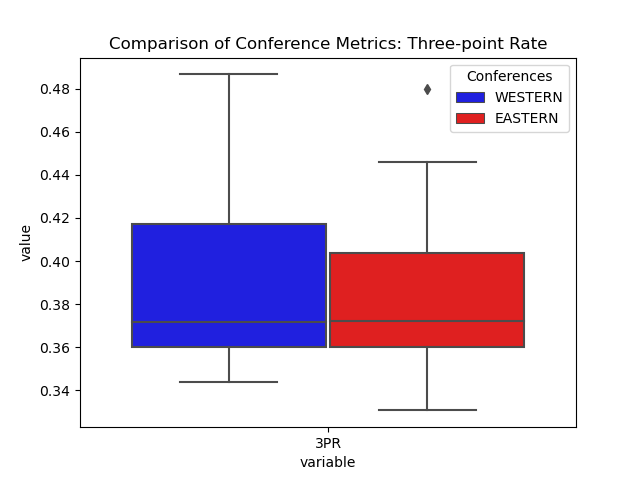 Comparison of Conference Metrics: Three-point Rate
Conferences
WESTERN
EASTERN
0.48
0.46
0.44
0.42
0.40
0.38
0.36
0.34
value
3PR
variable